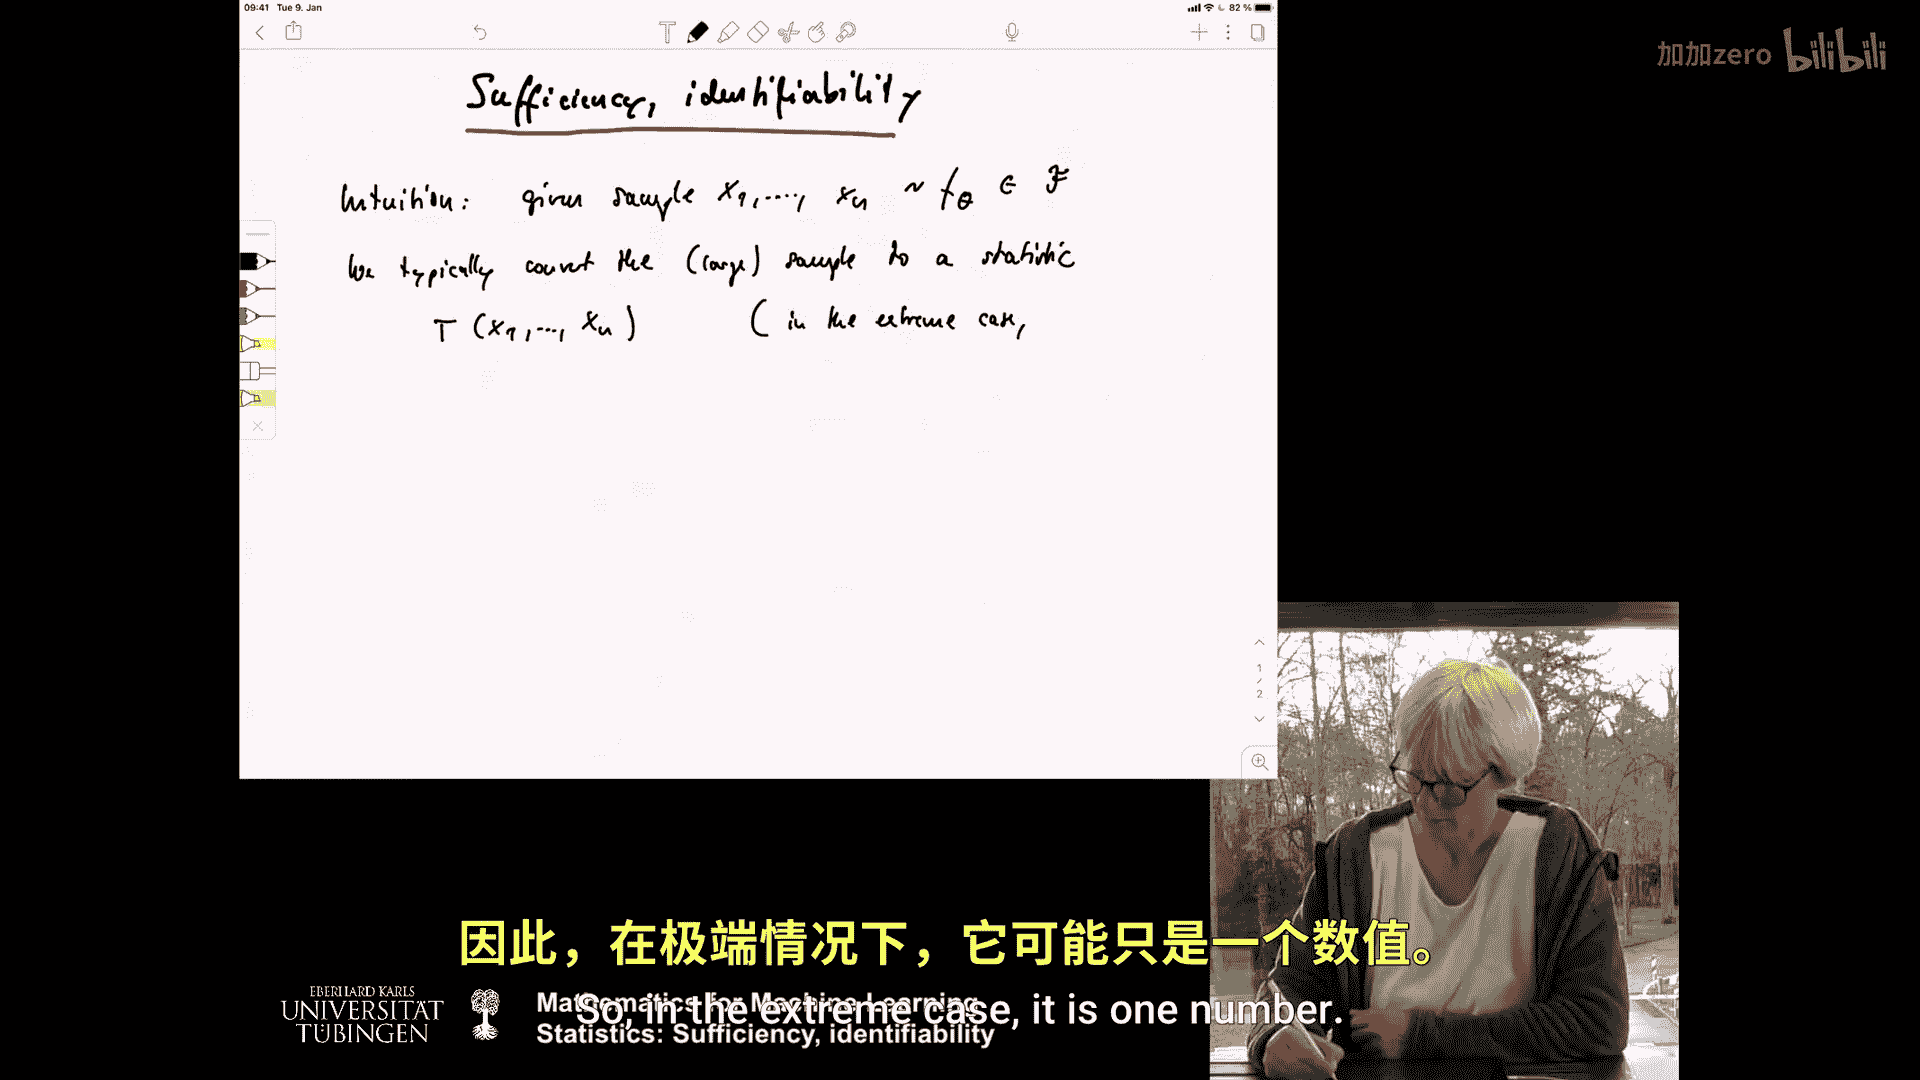 09:41 Tue 9. Jan
82 %
加加zero bilibili
Sufficiency, identifiability
Intuition: given sample x₁,...., xₙ ~ f_θ ∈ ℱ
We typically convert the (large) sample to a statistic
T (x₁,..., xₙ) ( in the extreme case,
1
/
2
因此，在极端情况下，它可能只是一个数值。
So, in the extreme case, it is one number.
EBERHARD KARLS
UNIVERSITÄT
TÜBINGEN
Mathematics for Machine Learning
Statistics: Sufficiency, identifiability